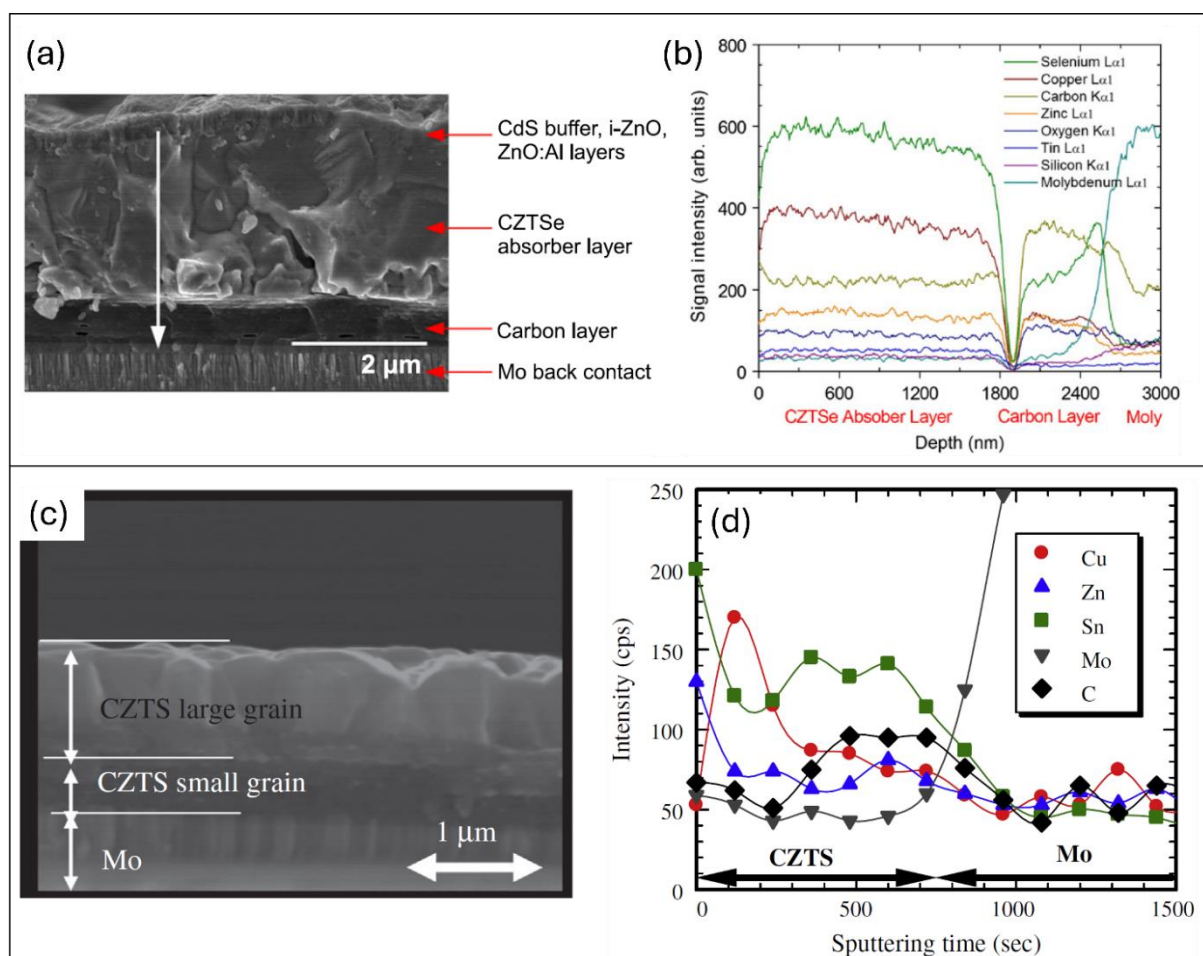 (a)
CdS buffer, i-ZnO,
ZnO:Al layers
CZTSe
absorber layer
Carbon layer
2 µm
Mo back contact
(b)
Selenium Lα1
Copper Lα1
Carbon Kα1
Zinc Lα1
Oxygen Kα1
Tin Lα1
Silicon Kα1
Molybdenum Lα1
Signal intensity (arb. units)
800
600
400
200
0
0 600 1200 1800 2400 3000
CZTSe Absober Layer Carbon Layer Moly
Depth (nm)
(c)
CZTS large grain
CZTS small grain
Mo
1 µm
(d)
Cu
Zn
Sn
Mo
C
Intensity (cps)
250
200
150
100
50
0
CZTS Mo
0 500 1000 1500
Sputtering time (sec)